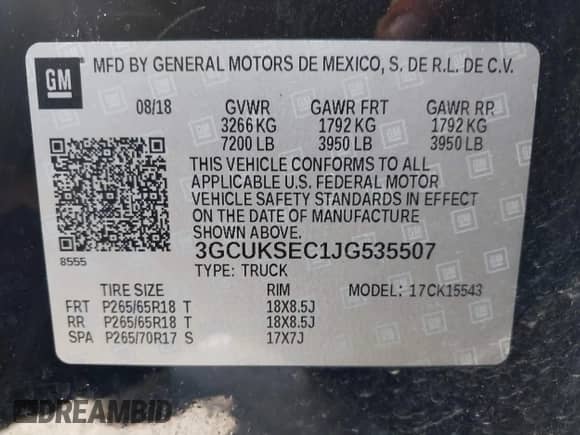 GM
MFD BY GENERAL MOTORS DE MEXICO, S. DE R.L. DE C.V.
08/18 GVWR GAWR FRT GAWR RR
3266 KG 1792 KG 1792 KG
7200 LB 3950 LB 3950 LB
THIS VEHICLE CONFORMS TO ALL
APPLICABLE U.S. FEDERAL MOTOR
VEHICLE SAFETY STANDARDS IN EFFECT
ON THE DATE OF MANUFACTURE
SHOWN ABOVE.
8555
3GCUKSEC1JG535507
TYPE: TRUCK
TIRE SIZE RIM MODEL: 17CK15543
FRT P265/65R18 T 18X8.5J
RR P265/65R18 T 18X8.5J
SPA P265/70R17 S 17X7J
DREAMBID